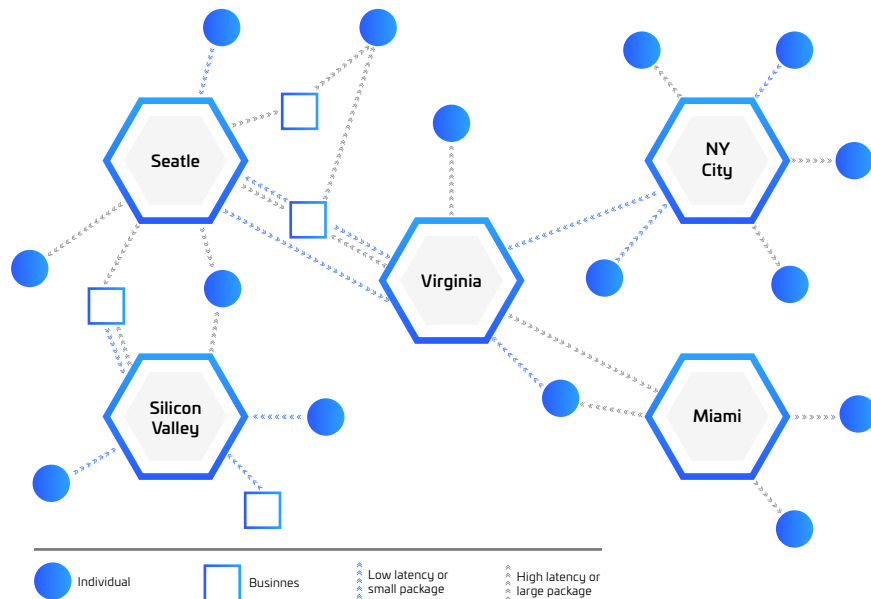 Seatle
NY
City
Virginia
Silicon
Valley
Miami
Individual
Businnes
Low latency or
small package
High latency or
large package